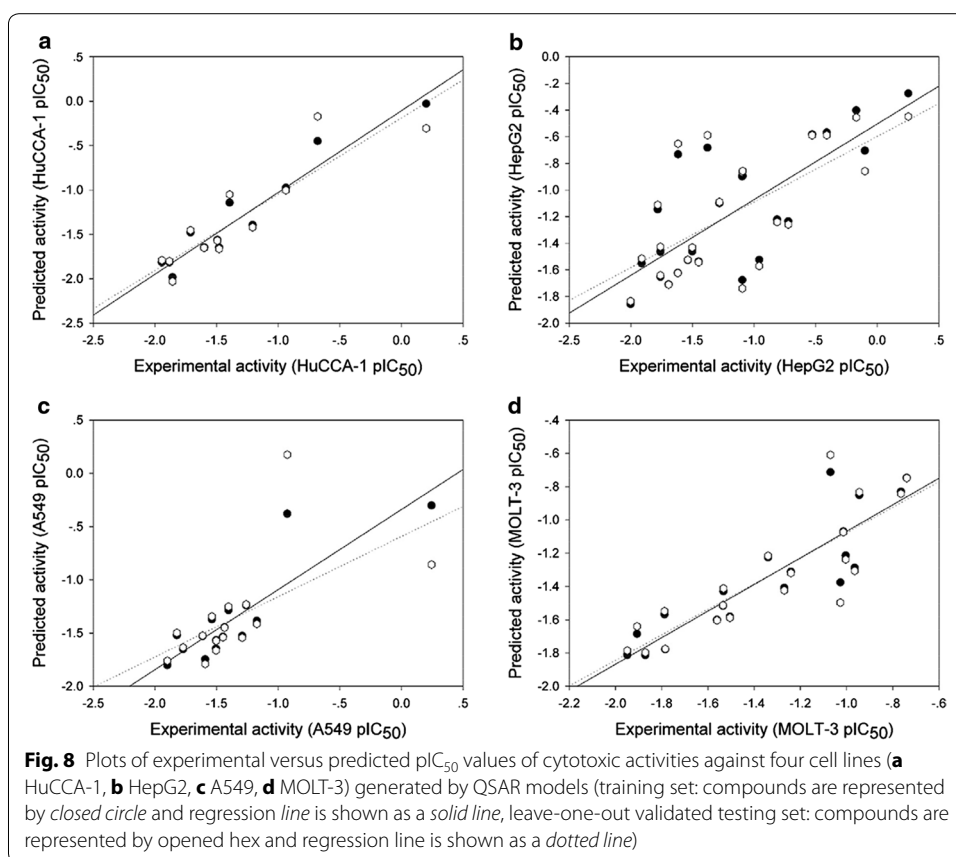 a
.5
0.0
-.5
-1.0
-1.5
-2.0
-2.5
Predicted activity (HuCCA-1 pIC50)
-2.5 -2.0 -1.5 -1.0 -.5 0.0 .5
Experimental activity (HuCCA-1 pIC50)
b
0.0
-.2
-.4
-.6
-.8
-1.0
-1.2
-1.4
-1.6
-1.8
-2.0
Predicted activity (HepG2 pIC50)
-2.5 -2.0 -1.5 -1.0 -.5 0.0 .5
Experimental activity (HepG2 pIC50)
c
.5
0.0
-.5
-1.0
-1.5
-2.0
Predicted activity (A549 pIC50)
-2.5 -2.0 -1.5 -1.0 -.5 0.0 .5
Experimental activity (A549 pIC50)
d
-.4
-.6
-.8
-1.0
-1.2
-1.4
-1.6
-1.8
-2.0
Predicted activity (MOLT-3 pIC50)
-2.2 -2.0 -1.8 -1.6 -1.4 -1.2 -1.0 -.8 -.6
Experimental activity (MOLT-3 pIC50)
Fig. 8 Plots of experimental versus predicted pIC50 values of cytotoxic activities against four cell lines (a
HuCCA-1, b HepG2, c A549, d MOLT-3) generated by QSAR models (training set: compounds are represented
by closed circle and regression line is shown as a solid line, leave-one-out validated testing set: compounds are
represented by opened hex and regression line is shown as a dotted line)